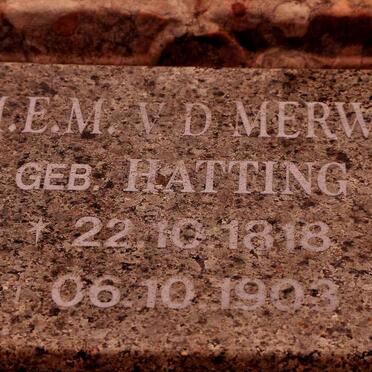 .E.M. V D MERW
GEB. HATTING
* 22.10.1818
06.10.1903